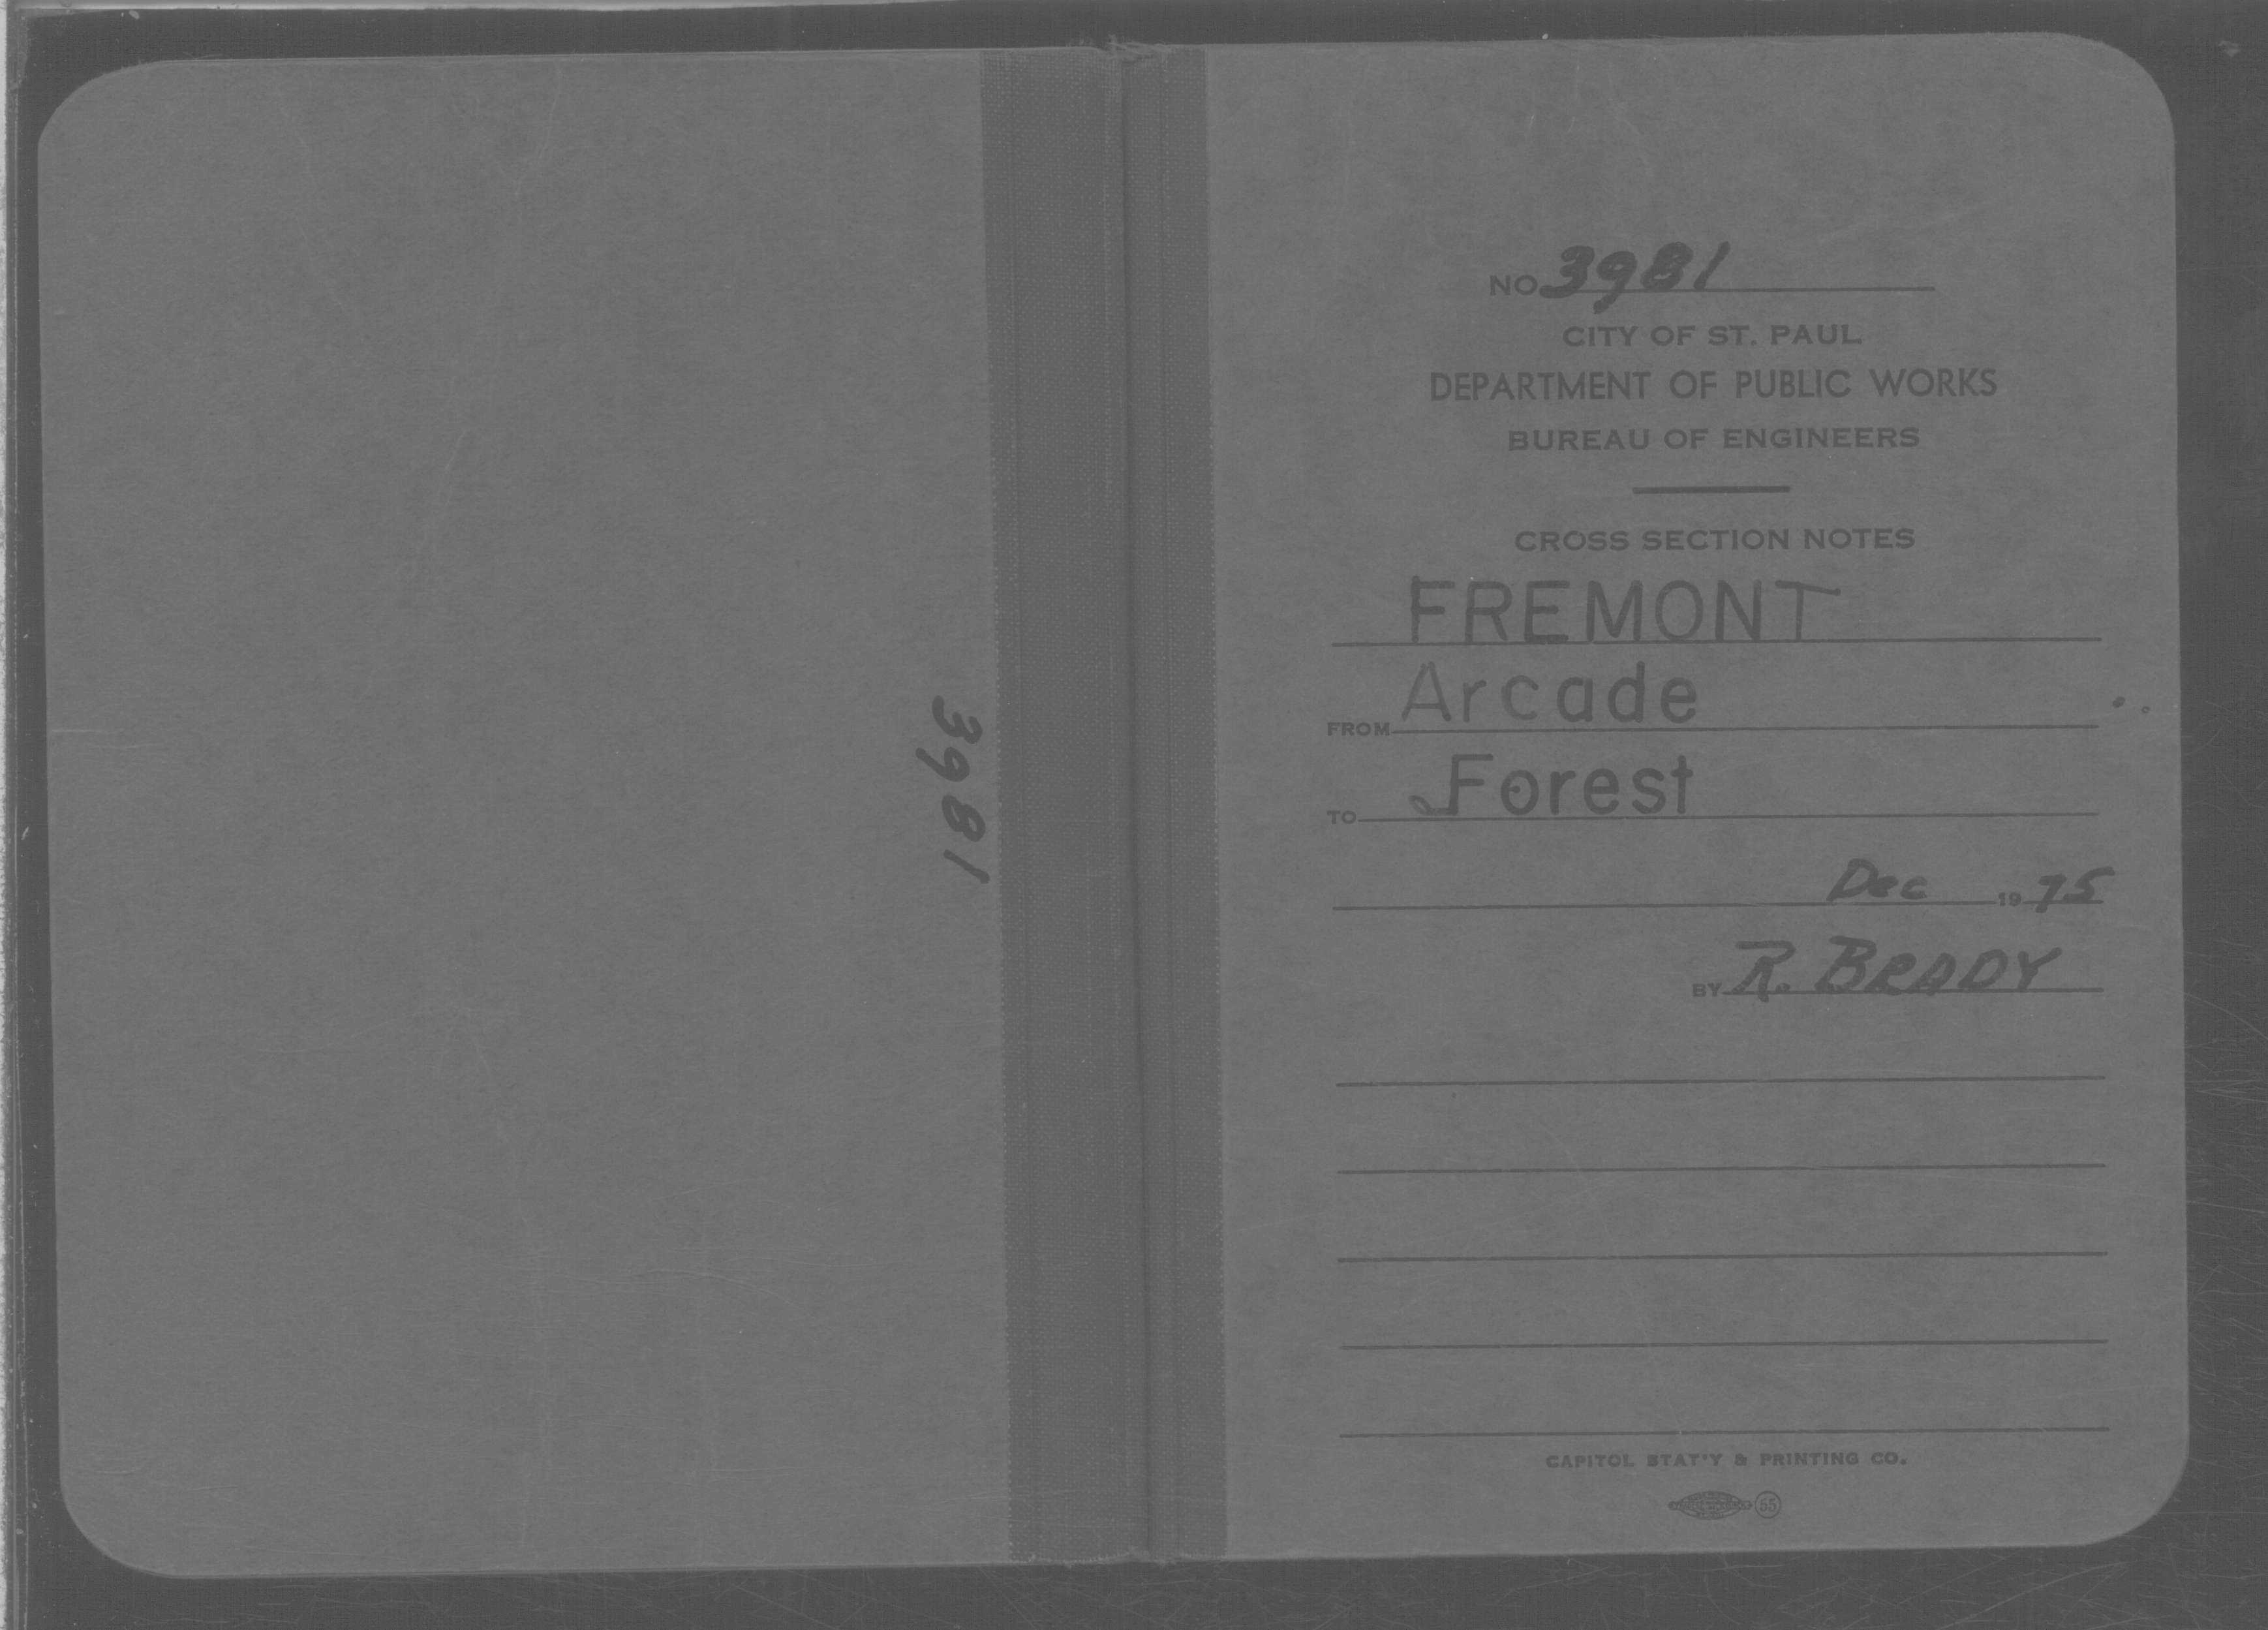 3981
NO 3981
CITY OF ST. PAUL
DEPARTMENT OF PUBLIC WORKS
BUREAU OF ENGINEERS
CROSS SECTION NOTES
FREMONT
FROM Arcade
TO Forest
Dec 19 75
BY R. BRADY
CAPITOL STAT'Y & PRINTING CO.
55